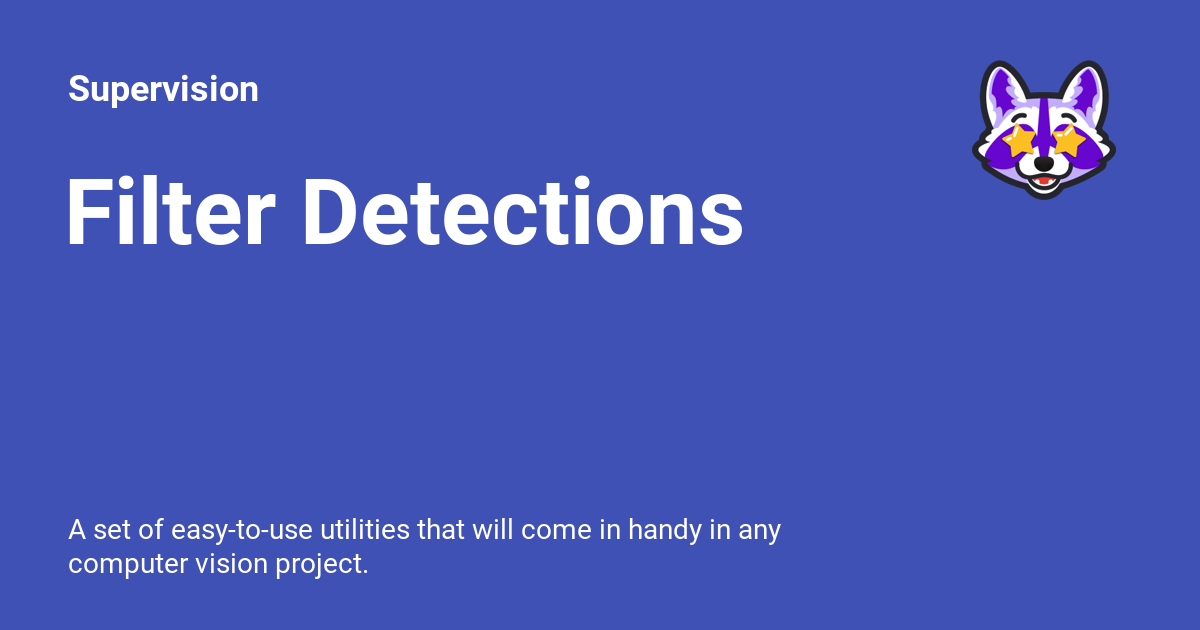 Supervision
Filter Detections
A set of easy-to-use utilities that will come in handy in any
computer vision project.